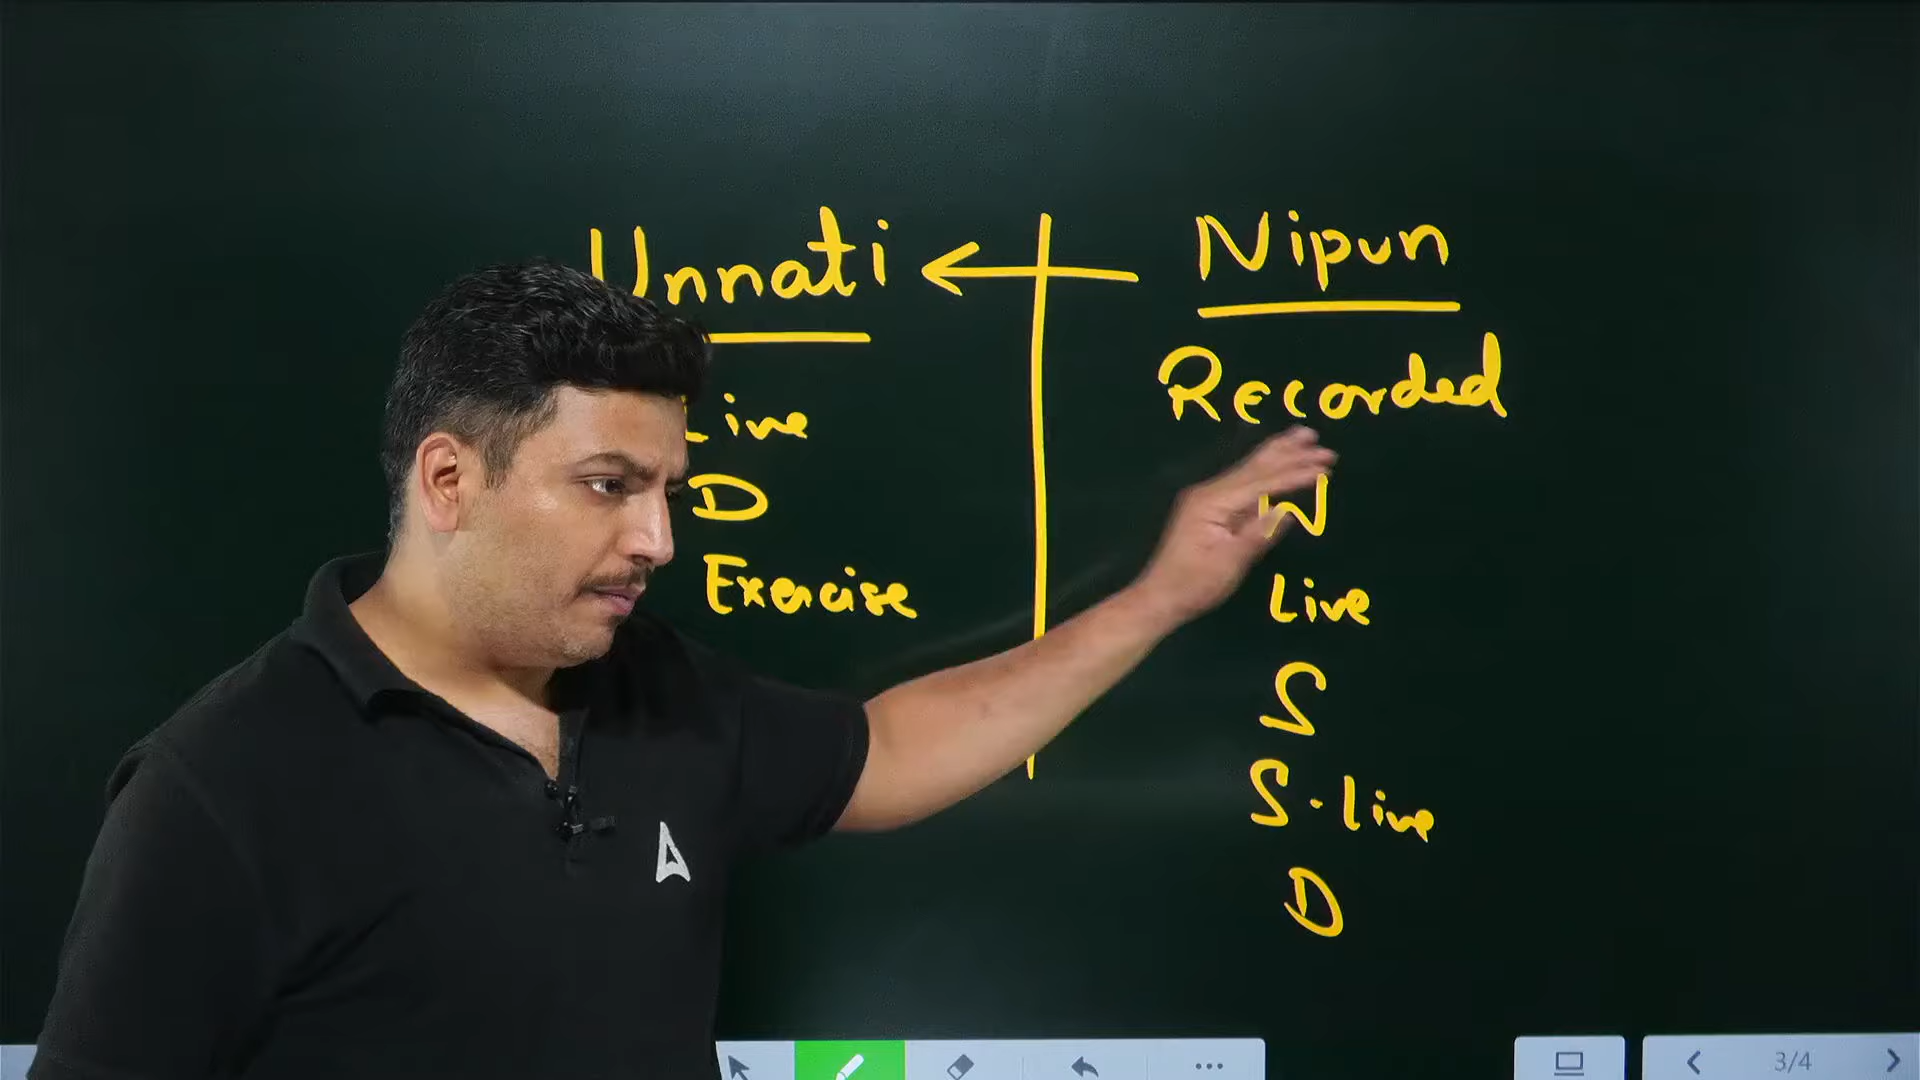 Unnati
Live
D
Exercise
Nipun
Recorded
W
Live
S
S. Live
D
3/4